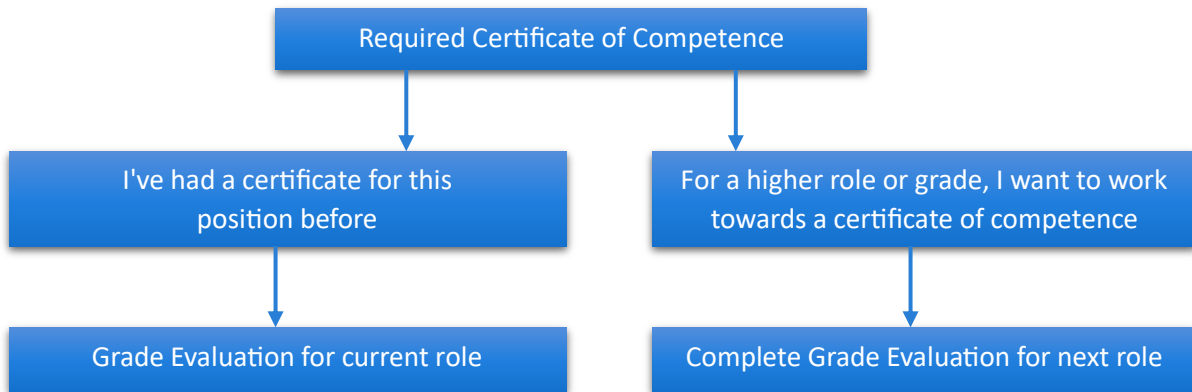 Required Certificate of Competence
I've had a certificate for this
position before
For a higher role or grade, I want to work
towards a certificate of competence
Grade Evaluation for current role
Complete Grade Evaluation for next role